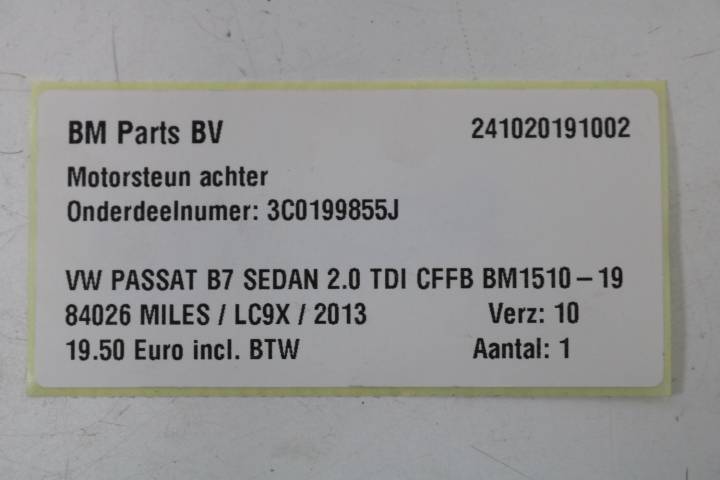 BM Parts BV 241020191002
Motorsteun achter
Onderdeelnumer: 3C0199855J
VW PASSAT B7 SEDAN 2.0 TDI CFFB BM1510-19
84026 MILES / LC9X / 2013 Verz: 10
19.50 Euro incl. BTW Aantal: 1